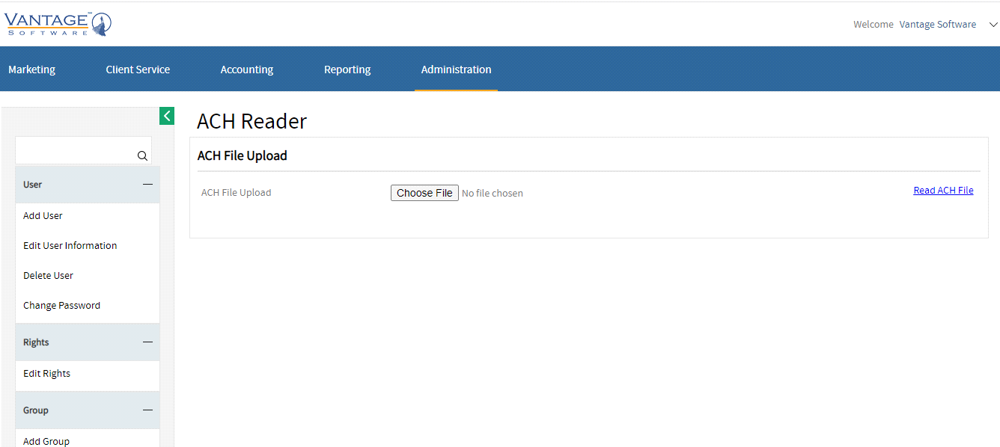 VANTAGE℠
SOFTWARE
Welcome Vantage Software
Marketing Client Service Accounting Reporting Administration
ACH Reader
ACH File Upload
ACH File Upload Choose File No file chosen Read ACH File
User
Add User
Edit User Information
Delete User
Change Password
Rights
Edit Rights
Group
Add Group